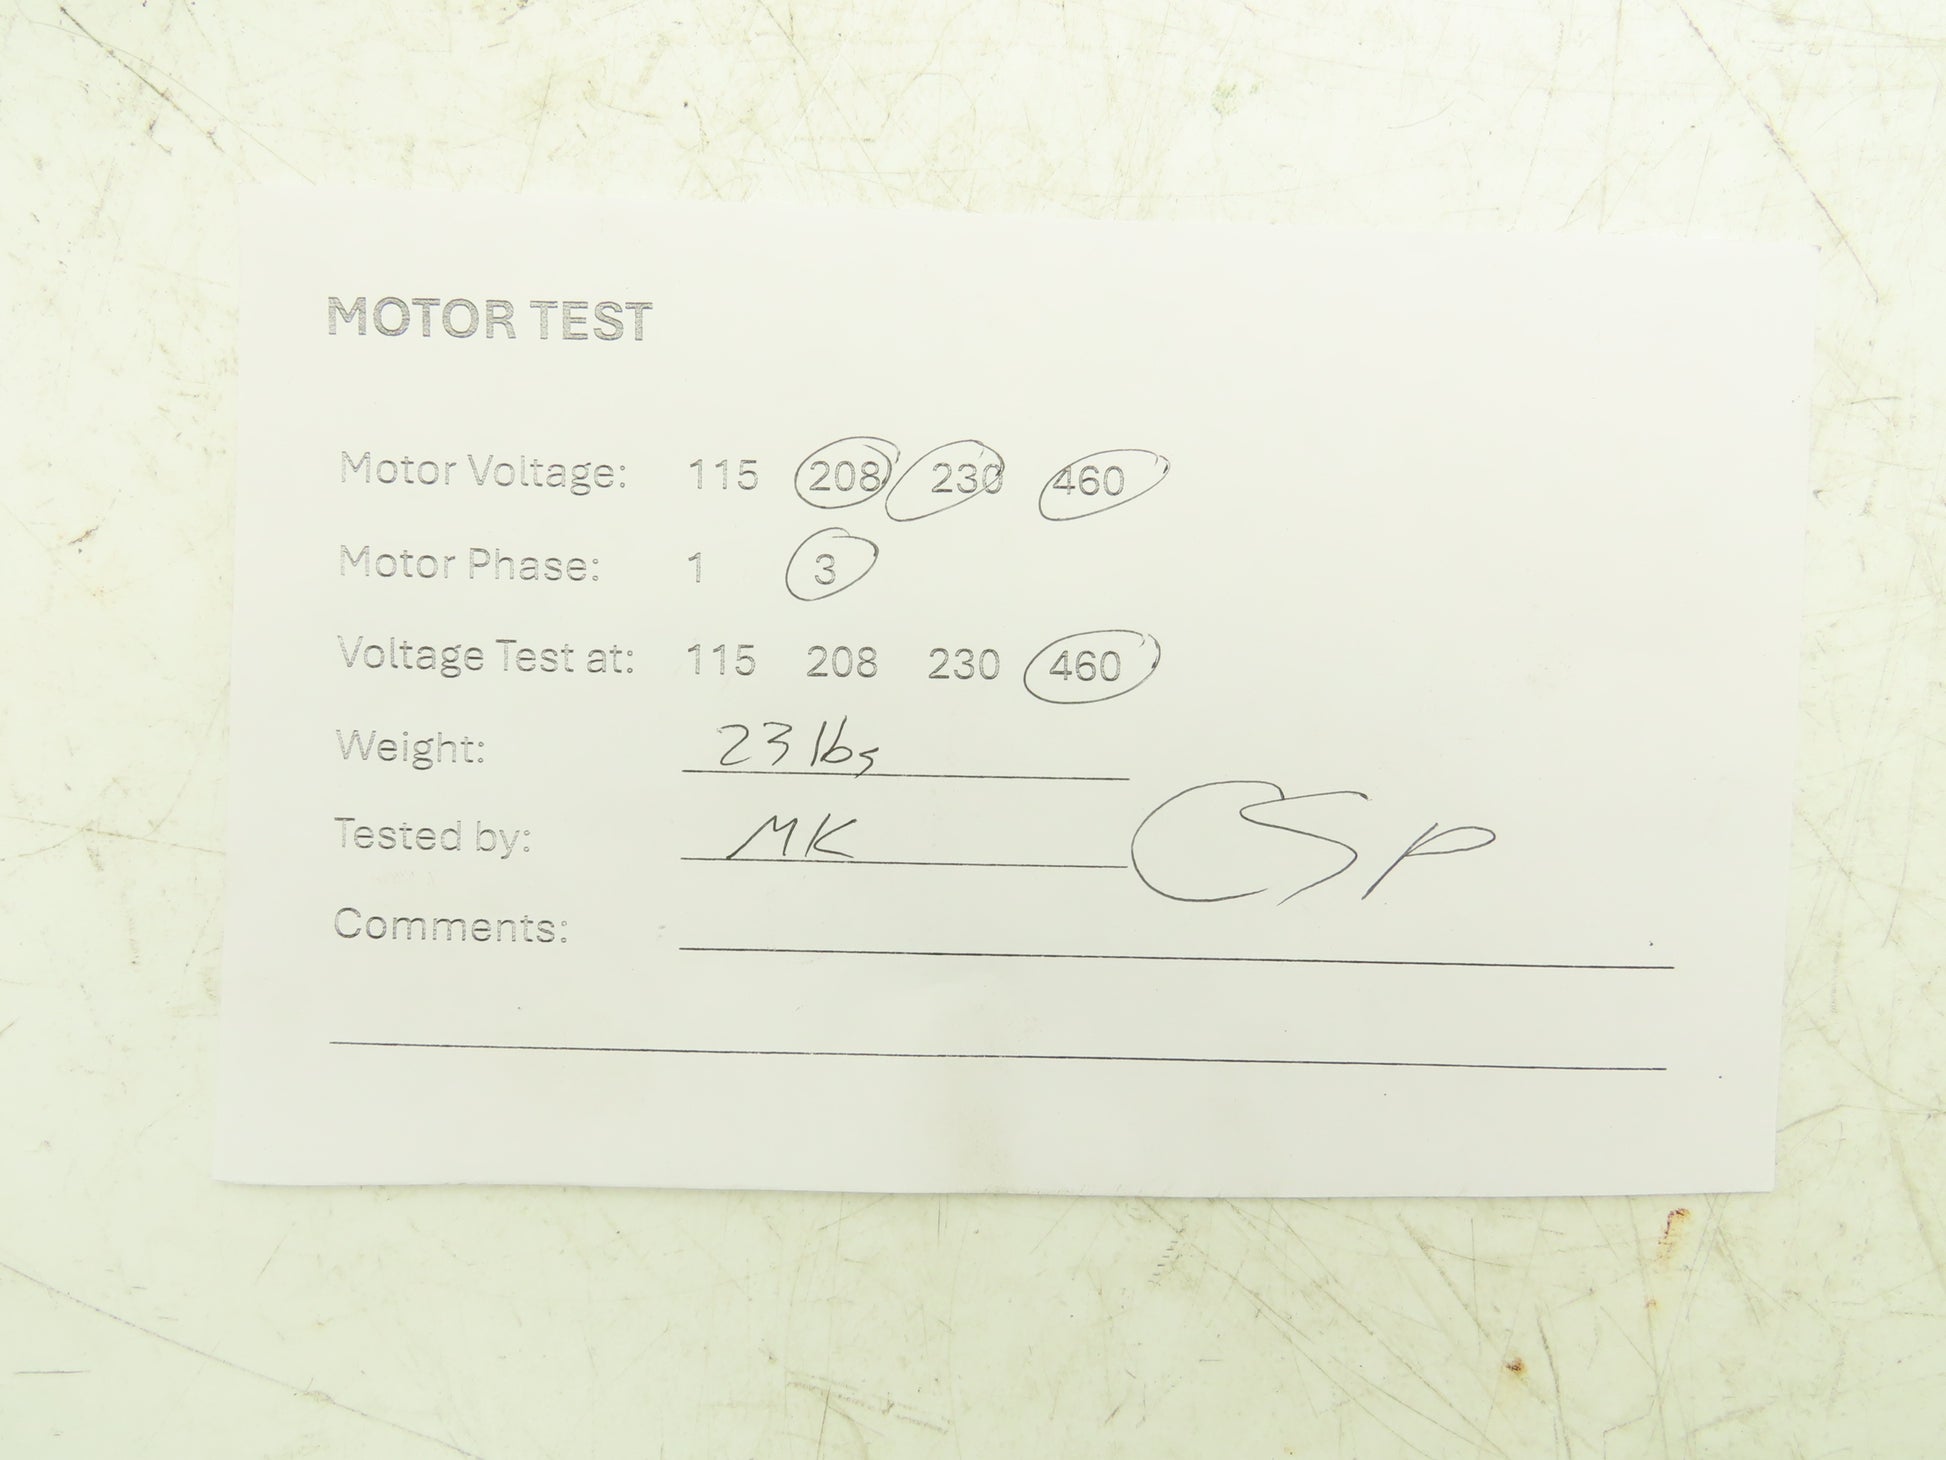 MOTOR TEST
Motor Voltage: 115 208 230 460
Motor Phase: 1 3
Voltage Test at: 115 208 230 460
Weight: 23 lbs
Tested by: MK CSP
Comments: